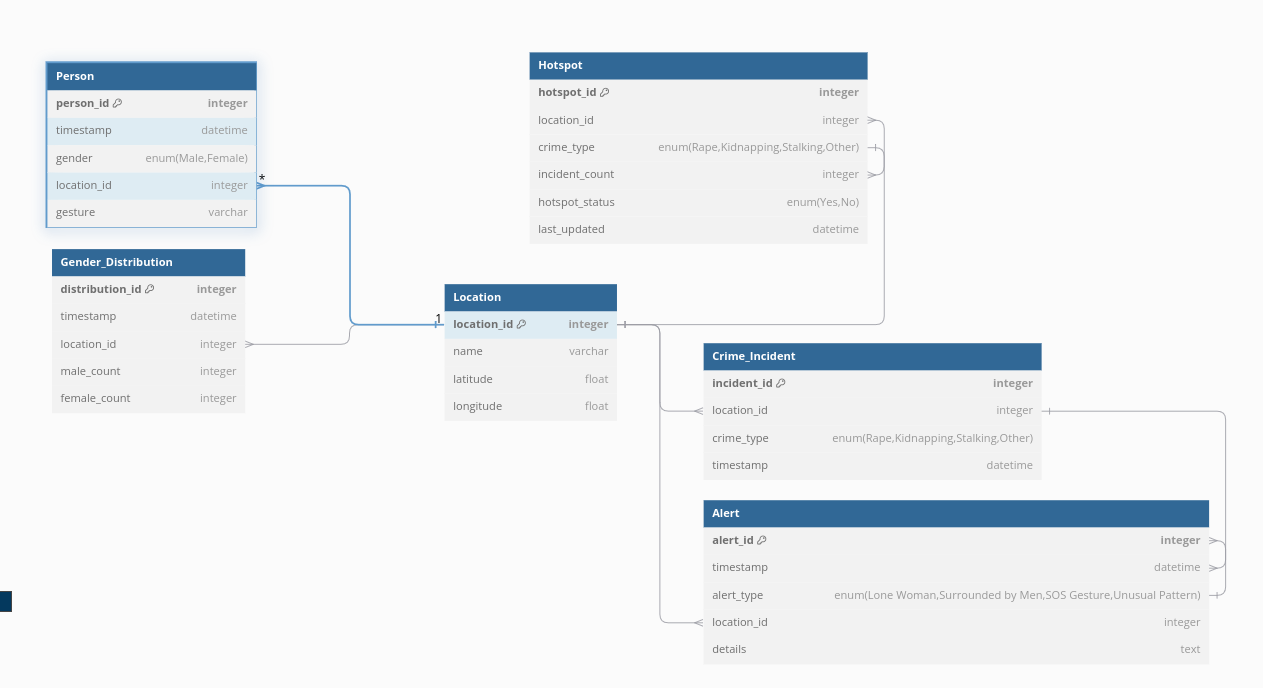 Person
person_id integer
timestamp datetime
gender enum(Male,Female)
location_id integer
gesture varchar
*
Gender_Distribution
distribution_id integer
timestamp datetime
location_id integer
male_count integer
female_count integer
Hotspot
hotspot_id integer
location_id integer
crime_type enum(Rape,Kidnapping,Stalking,Other)
incident_count integer
hotspot_status enum(Yes,No)
last_updated datetime
1
Location
location_id integer
name varchar
latitude float
longitude float
Crime_Incident
incident_id integer
location_id integer
crime_type enum(Rape,Kidnapping,Stalking,Other)
timestamp datetime
Alert
alert_id integer
timestamp datetime
alert_type enum(Lone Woman,Surrounded by Men,SOS Gesture,Unusual Pattern)
location_id integer
details text